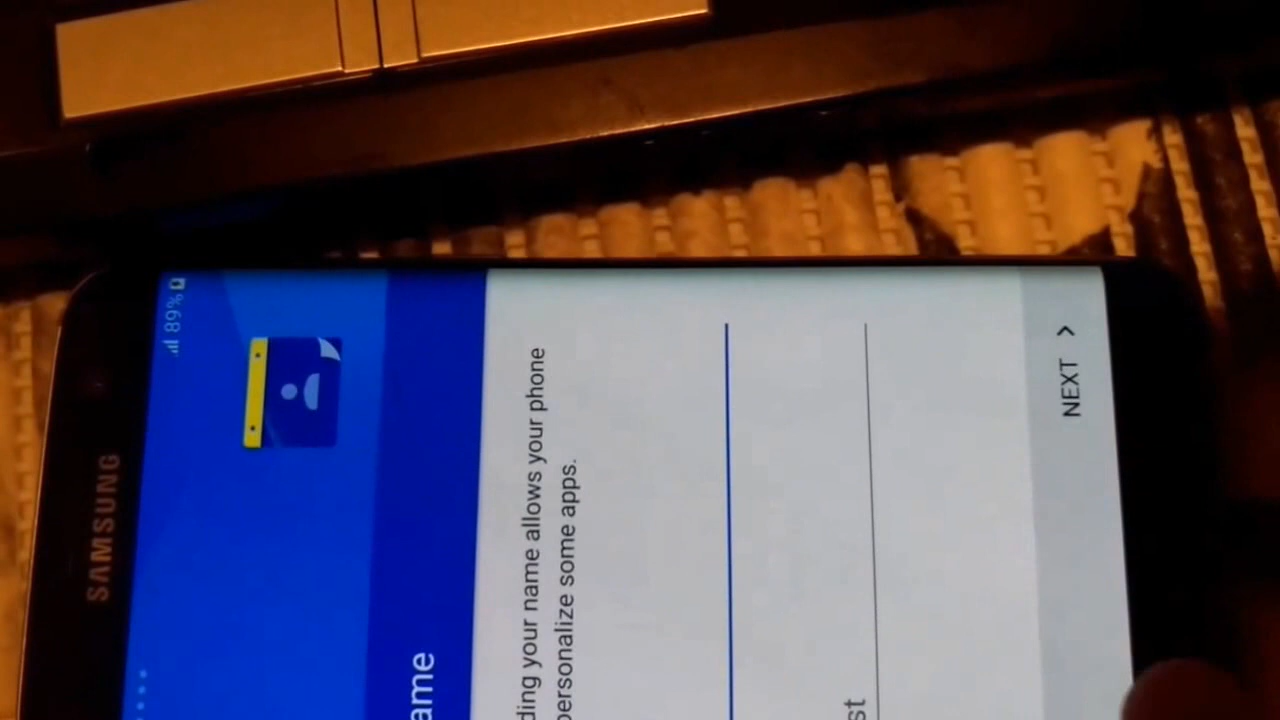 SAMSUNG
89%
ame
ding your name allows your phone
personalize some apps.
st
NEXT >